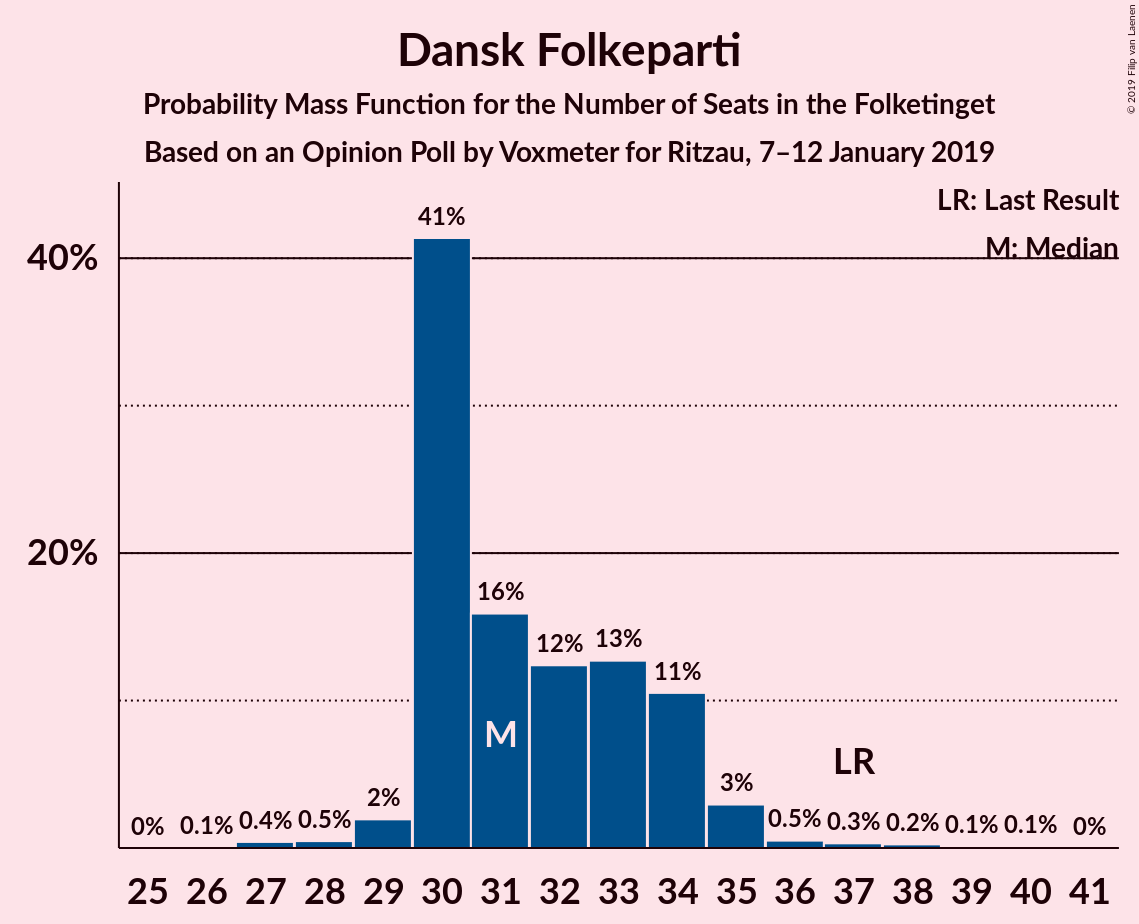 Dansk Folkeparti
Probability Mass Function for the Number of Seats in the Folketinget
Based on an Opinion Poll by Voxmeter for Ritzau, 7–12 January 2019
© 2019 Filip van Laenen
LR: Last Result
M: Median
40%
20%
41%
16%
12%
13%
11%
M
LR
0%
0.1%
0.4%
0.5%
2%
3%
0.5%
0.3%
0.2%
0.1%
0.1%
0%
25 26 27 28 29 30 31 32 33 34 35 36 37 38 39 40 41